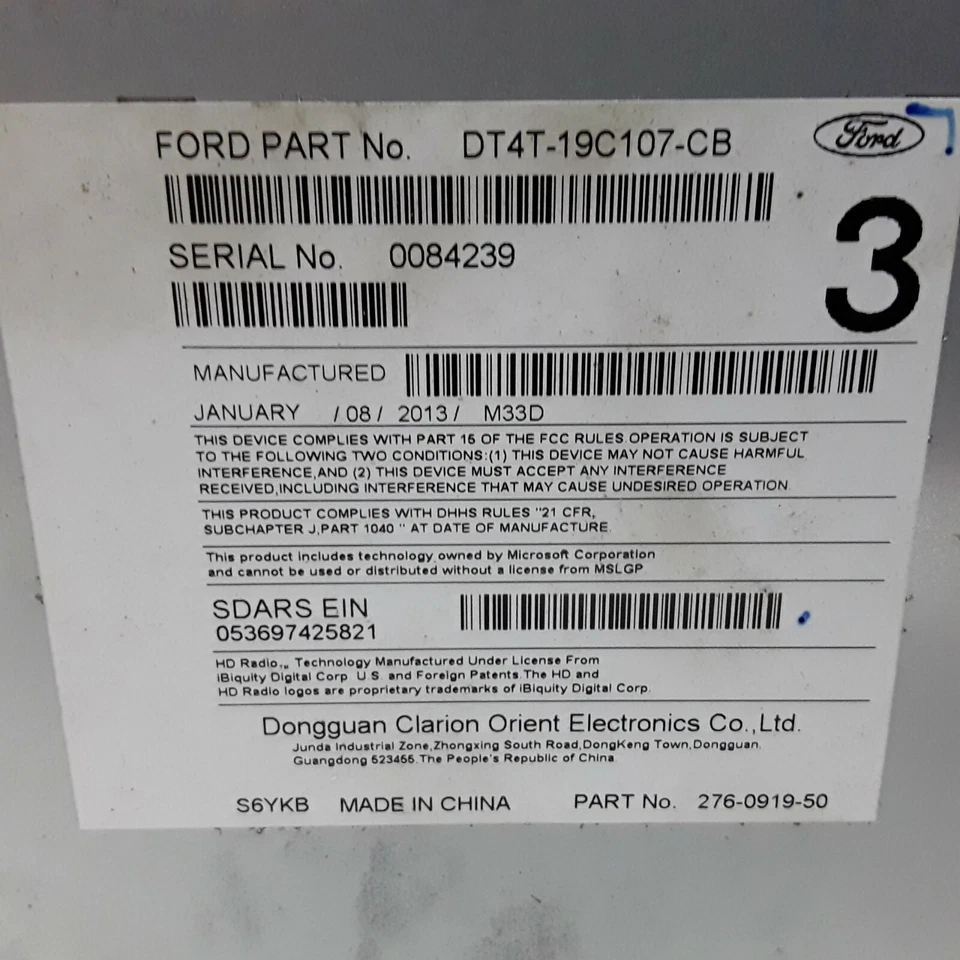 FORD PART No. DT4T-19C107-CB Ford
3
SERIAL No. 0084239
MANUFACTURED
JANUARY /08/ 2013/ M33D
THIS DEVICE COMPLIES WITH PART 15 OF THE FCC RULES.OPERATION IS SUBJECT
TO THE FOLLOWING TWO CONDITIONS:(1) THIS DEVICE MAY NOT CAUSE HARMFUL
INTERFERENCE,AND (2) THIS DEVICE MUST ACCEPT ANY INTERFERENCE
RECEIVED,INCLUDING INTERFERENCE THAT MAY CAUSE UNDESIRED OPERATION.
THIS PRODUCT COMPLIES WITH DHHS RULES "21 CFR,
SUBCHAPTER J,PART 1040 " AT DATE OF MANUFACTURE.
This product includes technology owned by Microsoft Corporation
and cannot be used or distributed without a license from MSLGP
SDARS EIN
053697425821
HD Radio™ Technology Manufactured Under License From
iBiquity Digital Corp. U.S. and Foreign Patents.The HD and
HD Radio logos are proprietary trademarks of iBiquity Digital Corp.
Dongguan Clarion Orient Electronics Co.,Ltd.
Junda Industrial Zone,Zhongxing South Road,DongKeng Town,Dongguan,
Guangdong 523455.The People's Republic of China
S6YKB MADE IN CHINA PART No. 276-0919-50